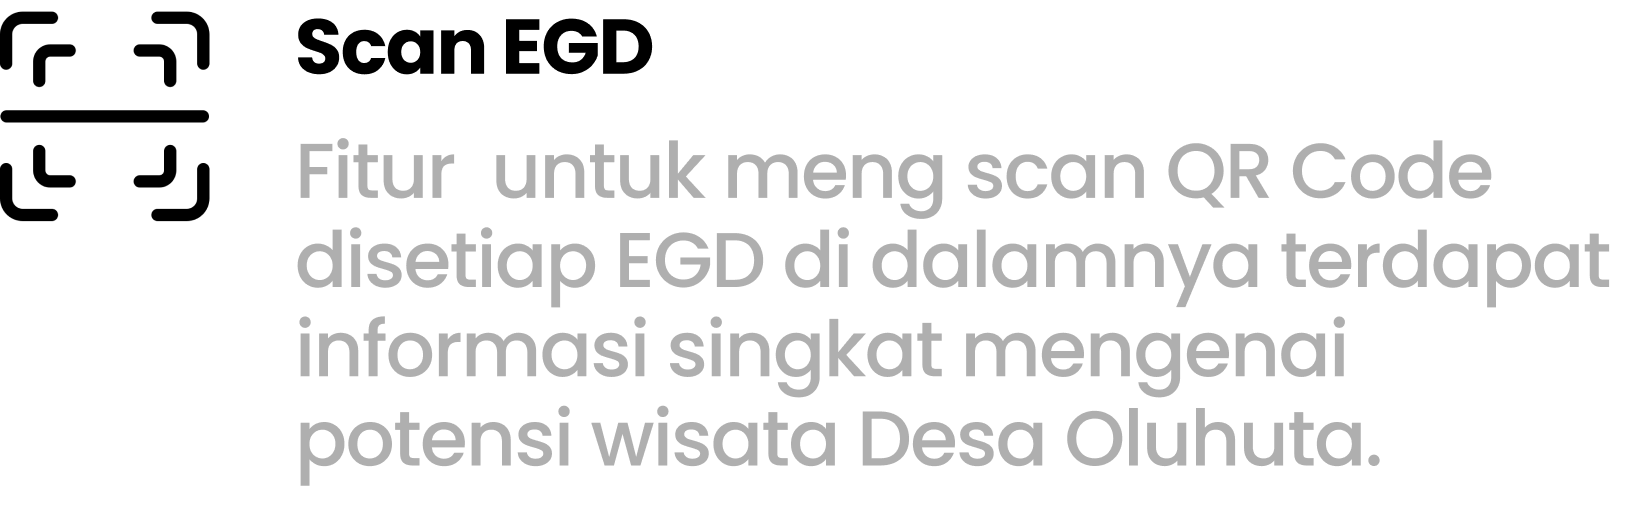 Scan EGD
Fitur  untuk meng scan QR Code
disetiap EGD di dalamnya terdapat
informasi singkat mengenai
potensi wisata Desa Oluhuta.